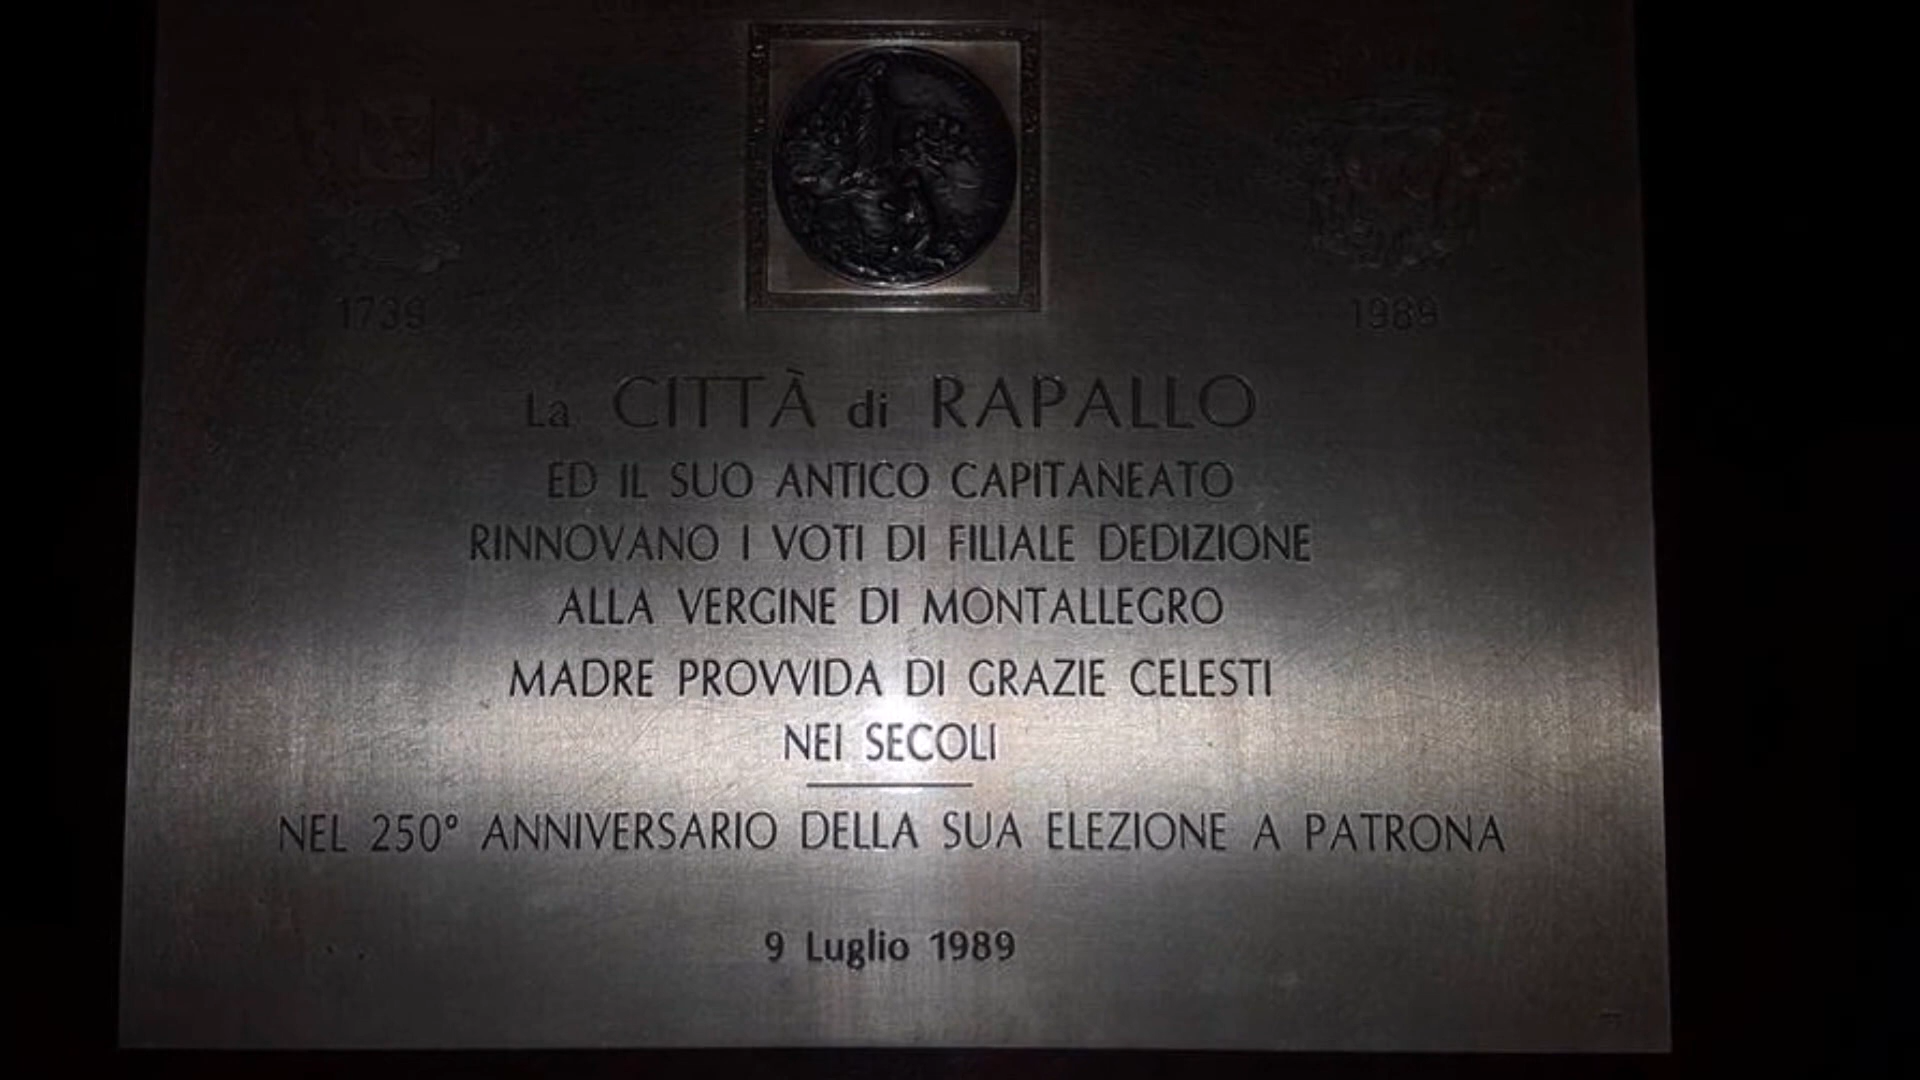 1739
1989
La CITTÀ di RAPALLO
ED IL SUO ANTICO CAPITANEATO
RINNOVANO I VOTI DI FILIALE DEDIZIONE
ALLA VERGINE DI MONTALLEGRO
MADRE PROVVIDA DI GRAZIE CELESTI
NEI SECOLI
NEL 250° ANNIVERSARIO DELLA SUA ELEZIONE A PATRONA
9 Luglio 1989